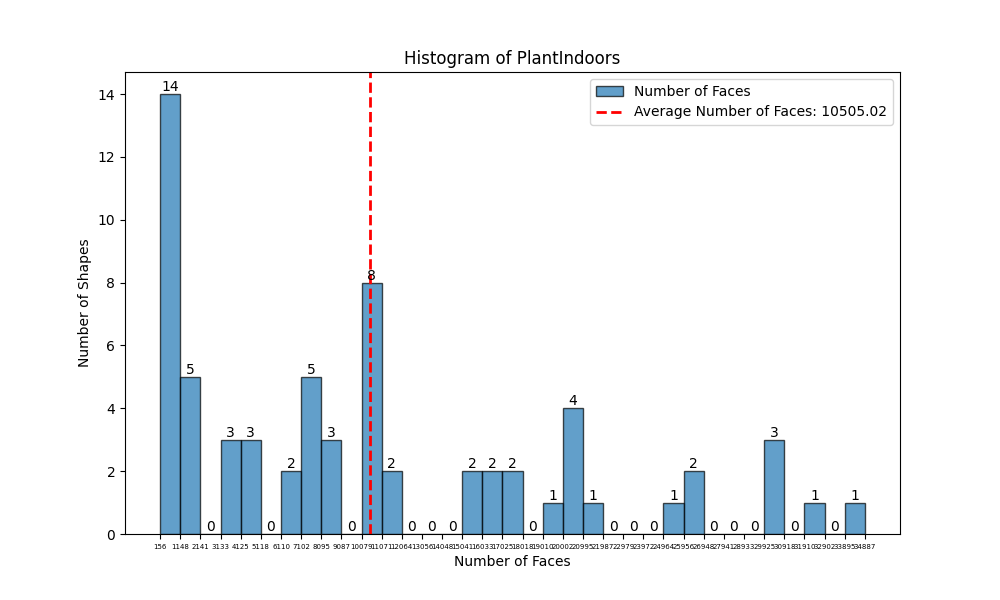 Histogram of PlantIndoors
Number of Faces
Average Number of Faces: 10505.02
Number of Shapes
14
12
10
8
6
4
2
0
14 5 0 3 3 0 2 5 3 0 8 2 0 0 0 2 2 2 0 1 4 1 0 0 0 1 2 0 0 0 3 0 1 0 1
156 1148 2141 3133 4125 5118 6110 7102 8095 9087 10079 11071 12064 13056 14048 15041 16033 17025 18018 19010 20002 20995 21987 22979 23972 24964 25956 26948 27941 28933 29925 30918 31910 32902 33895 34887
Number of Faces